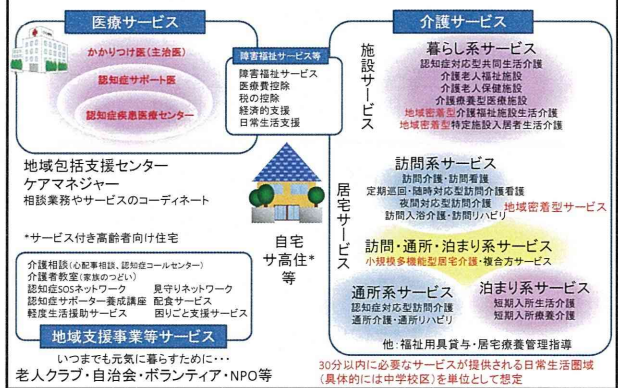 医療サービス
かかりつけ医(主治医)
認知症サポート医
認知症疾患医療センター
障害福祉サービス等
障害福祉サービス
医療費控除
税の控除
経済的支援
日常生活支援
地域包括支援センター
ケアマネジャー
相談業務やサービスのコーディネート
*サービス付き高齢者向け住宅
自宅
サ高住*
等
介護相談(心配事相談、認知症コールセンター)
介護者教室(家族のつどい)
認知症SOSネットワーク 見守りネットワーク
認知症サポーター養成講座 配食サービス
軽度生活援助サービス 困りごと支援サービス
地域支援事業等サービス
いつまでも元気に暮らすために・・・
老人クラブ・自治会・ボランティア・NPO等
介護サービス
施設サービス
暮らし系サービス
認知症対応型共同生活介護
介護老人福祉施設
介護老人保健施設
介護療養型医療施設
地域密着型介護福祉施設生活介護
地域密着型特定施設入居者生活介護
居宅サービス
訪問系サービス
訪問介護・訪問看護
定期巡回・随時対応型訪問介護看護
夜間対応型訪問介護
訪問入浴介護・訪問リハビリ
地域密着型サービス
訪問・通所・泊まり系サービス
小規模多機能型居宅介護・複合方サービス
通所系サービス
認知症対応型訪問介護
通所介護・通所リハビリ
泊まり系サービス
短期入所生活介護
短期入所療養介護
他:福祉用具貸与・居宅療養管理指導
30分以内に必要なサービスが提供される日常生活圏域
(具体的には中学校区)を単位として想定